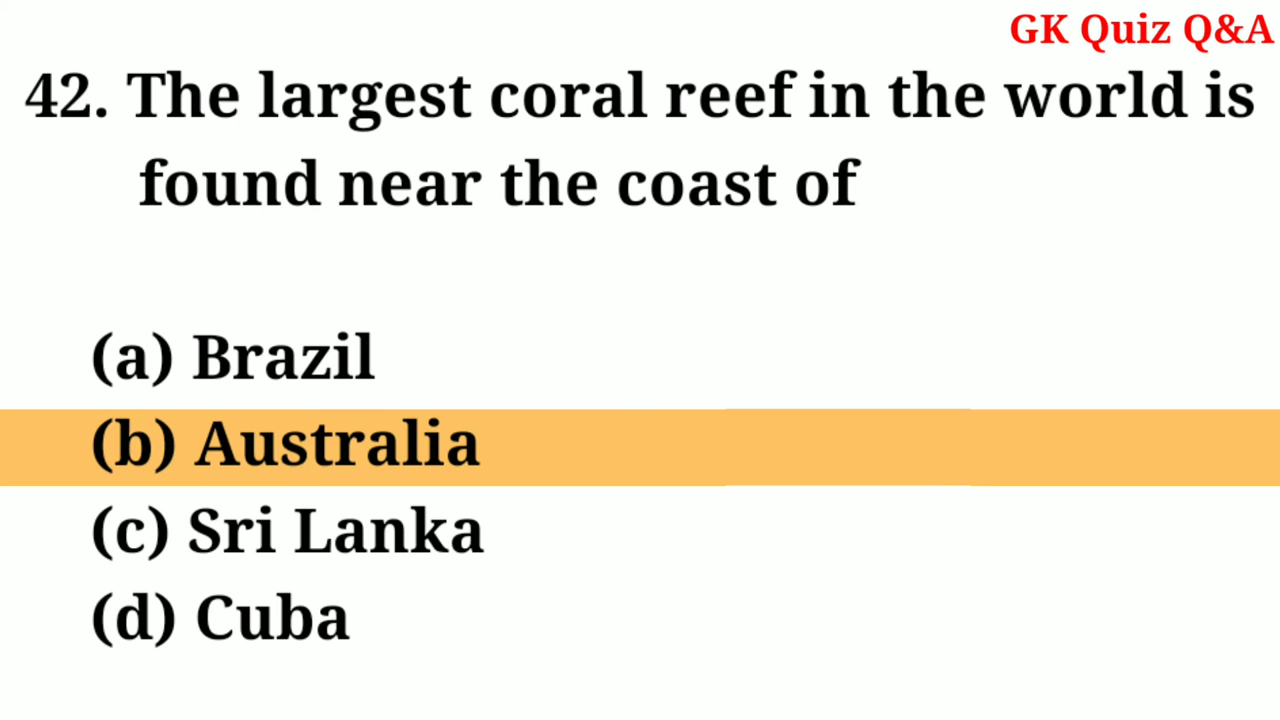 GK Quiz Q&A
42. The largest coral reef in the world is
found near the coast of
(a) Brazil
(b) Australia
(c) Sri Lanka
(d) Cuba